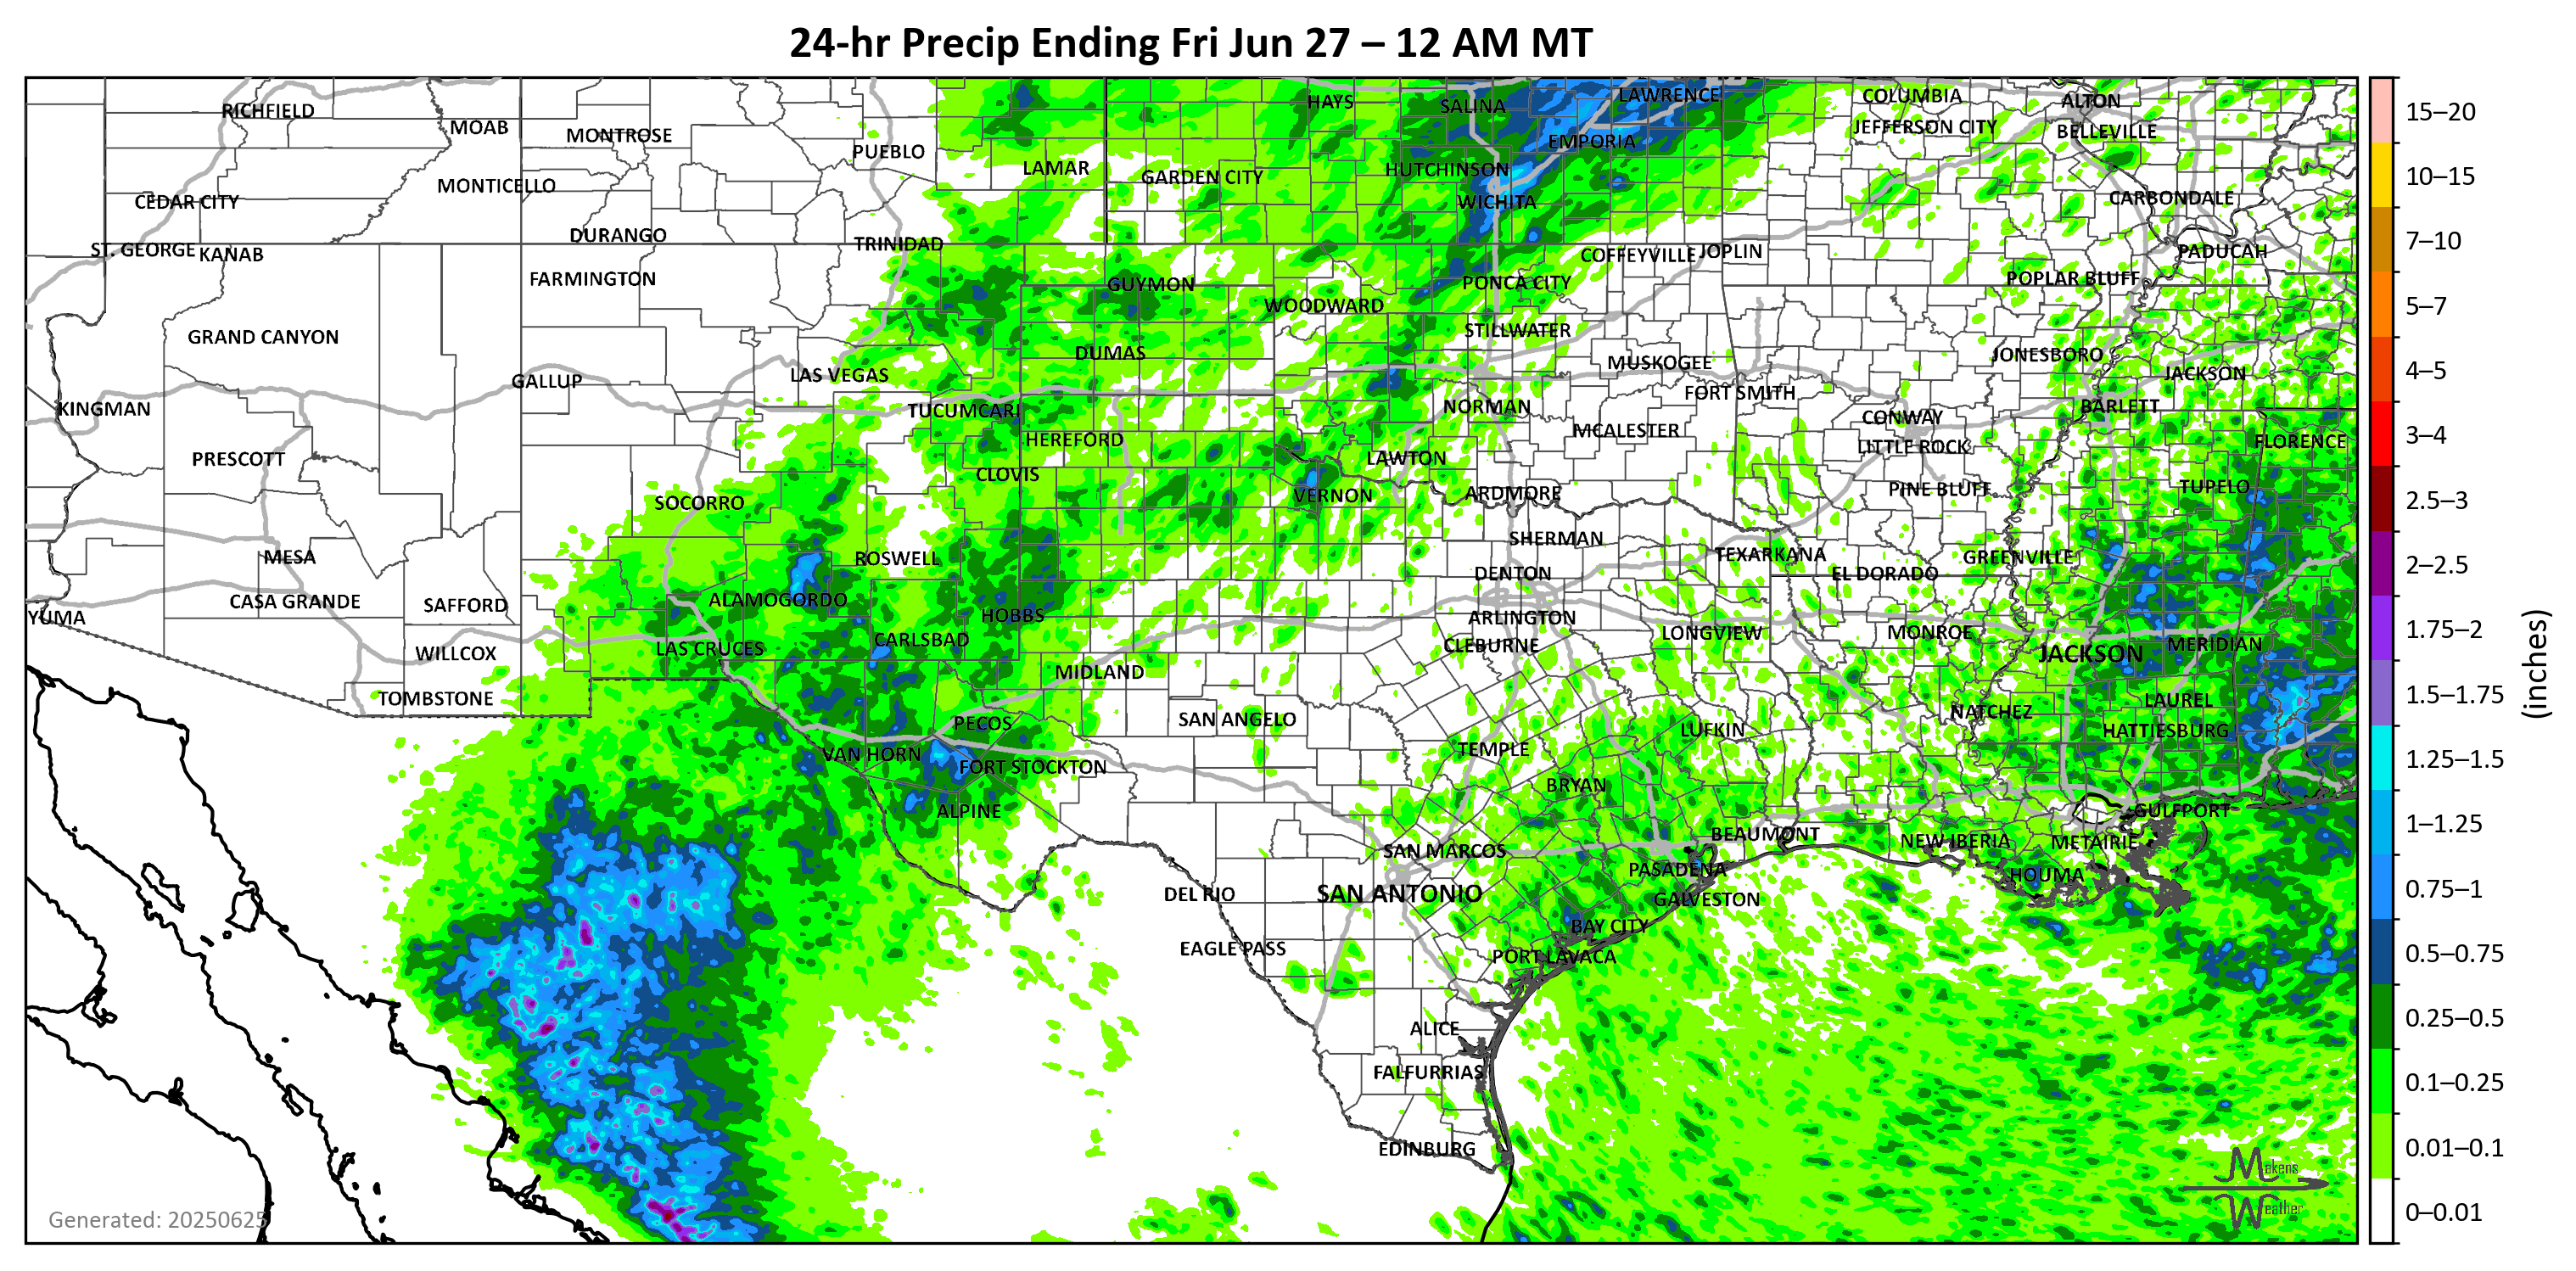 24-hr Precip Ending Fri Jun 27 – 12 AM MT
RICHFIELD
MOAB
MONTROSE
PUEBLO
LAMAR
HAYS
SALINA
LAWRENCE
COLUMBIA
ALTON
JEFFERSON CITY
BELLEVILLE
EMPORIA
HUTCHINSON
GARDEN CITY
MONTICELLO
CEDAR CITY
WICHITA
CARBONDALE
DURANGO
TRINIDAD
ST. GEORGE
KANAB
COFFEYVILLE
JOPLIN
PADUCAH
FARMINGTON
GUYMON
PONCA CITY
POPLAR BLUFF
WOODWARD
STILLWATER
GRAND CANYON
DUMAS
JONESBORO
MUSKOGEE
LAS VEGAS
GALLUP
JACKSON
FORT SMITH
KINGMAN
TUCUMCARI
NORMAN
BARLETT
CONWAY
MCALESTER
HEREFORD
FLORENCE
LITTLE ROCK
PRESCOTT
LAWTON
CLOVIS
TUPELO
PINE BLUFF
SOCORRO
VERNON
ARDMORE
SHERMAN
MESA
ROSWELL
TEXARKANA
GREENVILLE
DENTON
EL DORADO
CASA GRANDE
SAFFORD
ALAMOGORDO
YUMA
HOBBS
ARLINGTON
LONGVIEW
MONROE
CARLSBAD
CLEBURNE
MERIDIAN
LAS CRUCES
WILLCOX
JACKSON
MIDLAND
TOMBSTONE
LAUREL
NATCHEZ
SAN ANGELO
PECOS
LUFKIN
HATTIESBURG
TEMPLE
VAN HORN
FORT STOCKTON
BRYAN
ALPINE
GULFPORT
BEAUMONT
NEW IBERIA
METAIRIE
SAN MARCOS
PASADENA
HOUMA
DEL RIO
SAN ANTONIO
GALVESTON
BAY CITY
EAGLE PASS
PORT LAVACA
ALICE
FALFURRIAS
EDINBURG
Generated: 20250625
Makens
Weather
15–20
10–15
7–10
5–7
4–5
3–4
2.5–3
2–2.5
1.75–2
1.5–1.75
1.25–1.5
1–1.25
0.75–1
0.5–0.75
0.25–0.5
0.1–0.25
0.01–0.1
0–0.01
(inches)